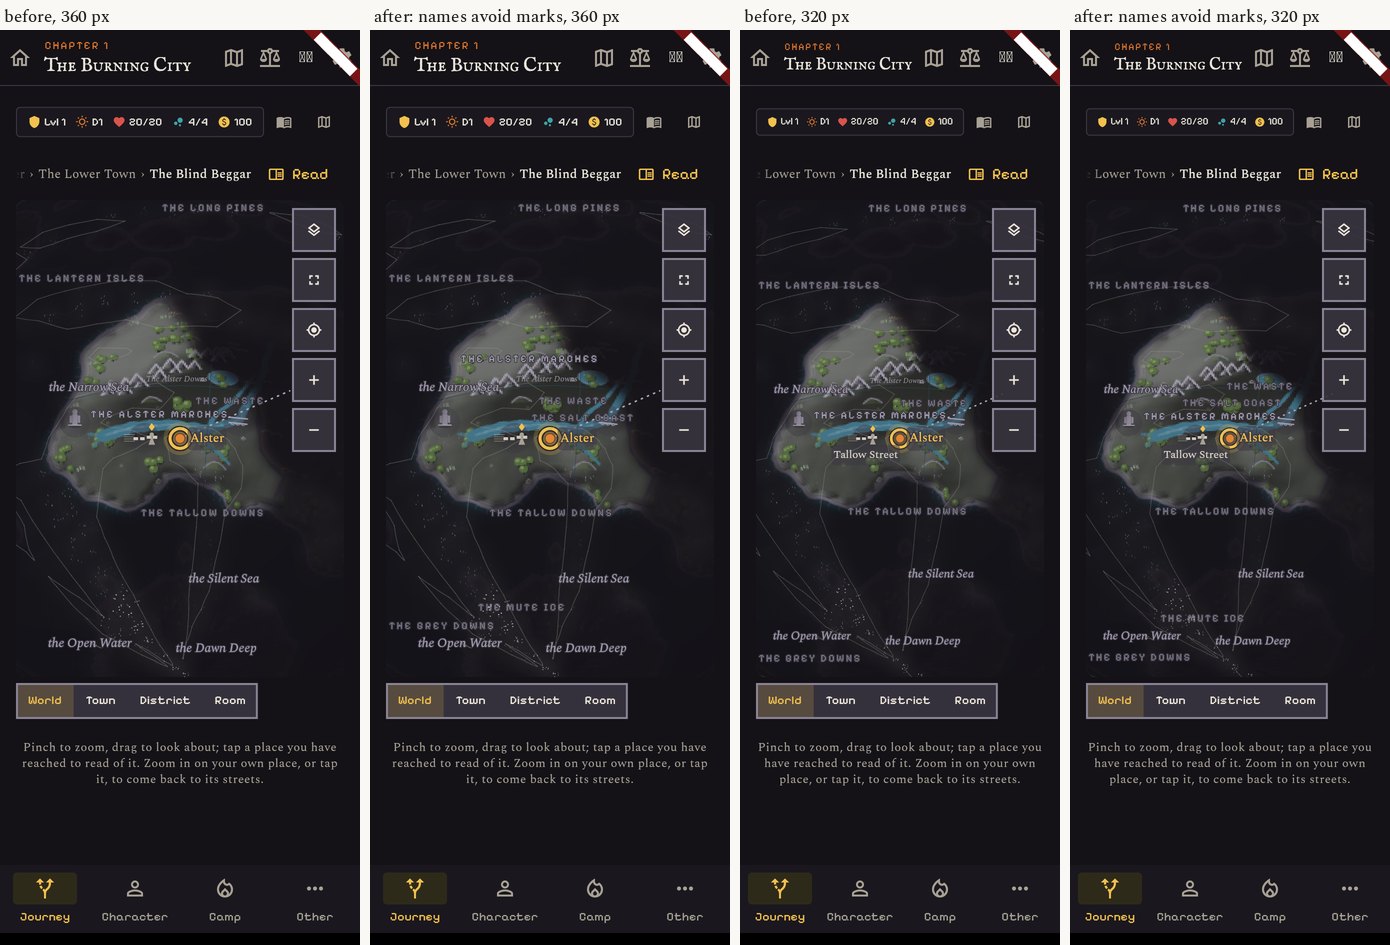 before, 360 px
CHAPTER 1
The Burning City
Lvl 1 D1 20/20 4/4 100
r › The Lower Town › The Blind Beggar Read
THE LONG PINES
THE LANTERN ISLES
the Narrow Sea
The Alster Downs
THE WASTE
THE ALSTER MARCHES
Alster
THE TALLOW DOWNS
the Silent Sea
the Open Water
the Dawn Deep
World Town District Room
Pinch to zoom, drag to look about; tap a place you have
reached to read of it. Zoom in on your own place, or tap
it, to come back to its streets.
Journey Character Camp Other
after: names avoid marks, 360 px
CHAPTER 1
The Burning City
Lvl 1 D1 20/20 4/4 100
r › The Lower Town › The Blind Beggar Read
THE LONG PINES
THE LANTERN ISLES
THE ALSTER MARCHES
The Alster Downs
the Narrow Sea
THE WASTE
THE SALT COAST
Alster
THE TALLOW DOWNS
the Silent Sea
THE MUTE ICE
THE GREY DOWNS
the Open Water
the Dawn Deep
World Town District Room
Pinch to zoom, drag to look about; tap a place you have
reached to read of it. Zoom in on your own place, or tap
it, to come back to its streets.
Journey Character Camp Other
before, 320 px
CHAPTER 1
The Burning City
Lvl 1 D1 20/20 4/4 100
Lower Town › The Blind Beggar Read
THE LONG PINES
THE LANTERN ISLES
The Alster Downs
the Narrow Sea
THE WASTE
THE ALSTER MARCHES
Alster
Tallow Street
THE TALLOW DOWNS
the Silent Sea
the Open Water
the Dawn Deep
THE GREY DOWNS
World Town District Room
Pinch to zoom, drag to look about; tap a place you
have reached to read of it. Zoom in on your own
place, or tap it, to come back to its streets.
Journey Character Camp Other
after: names avoid marks, 320 px
CHAPTER 1
The Burning City
Lvl 1 D1 20/20 4/4 100
Lower Town › The Blind Beggar Read
THE LONG PINES
THE LANTERN ISLES
THE WASTE
the Narrow Sea
THE SALT COAST
THE ALSTER MARCHES
Alster
Tallow Street
THE TALLOW DOWNS
the Silent Sea
THE MUTE ICE
the Open Water
the Dawn Deep
THE GREY DOWNS
World Town District Room
Pinch to zoom, drag to look about; tap a place you
have reached to read of it. Zoom in on your own
place, or tap it, to come back to its streets.
Journey Character Camp Other